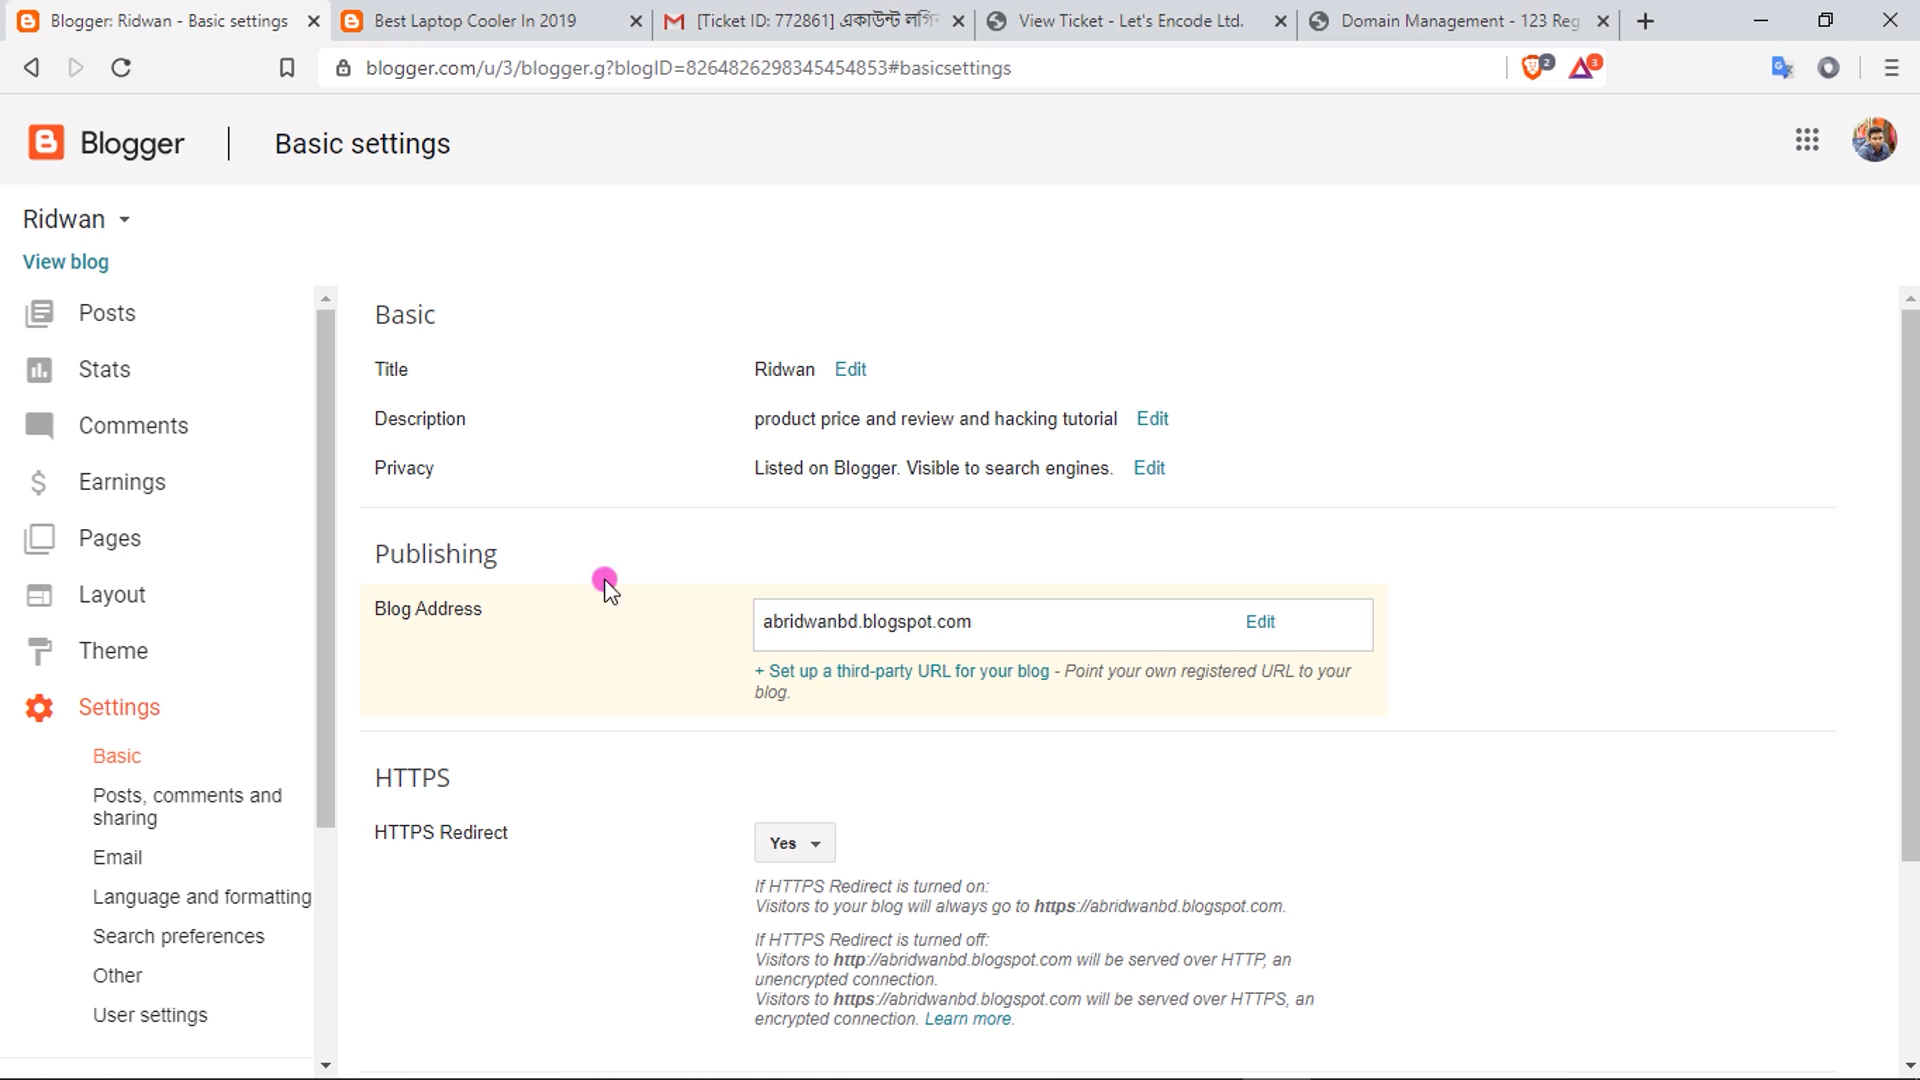 Blogger: Ridwan - Basic settings
Best Laptop Cooler In 2019
[Ticket ID: 772861] একাউন্ট লগি
View Ticket - Let's Encode Ltd.
Domain Management - 123 Reg
blogger.com/u/3/blogger.g?blogID=8264826298345454853#basicsettings
2
3
Blogger
Basic settings
Ridwan
View blog
Posts
Stats
Comments
Earnings
Pages
Layout
Theme
Settings
Basic
Posts, comments and
sharing
Email
Language and formatting
Search preferences
Other
User settings
Basic
Title Ridwan Edit
Description product price and review and hacking tutorial Edit
Privacy Listed on Blogger. Visible to search engines. Edit
Publishing
Blog Address abridwanbd.blogspot.com Edit
+ Set up a third-party URL for your blog - Point your own registered URL to your
blog.
HTTPS
HTTPS Redirect Yes
If HTTPS Redirect is turned on:
Visitors to your blog will always go to https://abridwanbd.blogspot.com.
If HTTPS Redirect is turned off:
Visitors to http://abridwanbd.blogspot.com will be served over HTTP, an
unencrypted connection.
Visitors to https://abridwanbd.blogspot.com will be served over HTTPS, an
encrypted connection. Learn more.